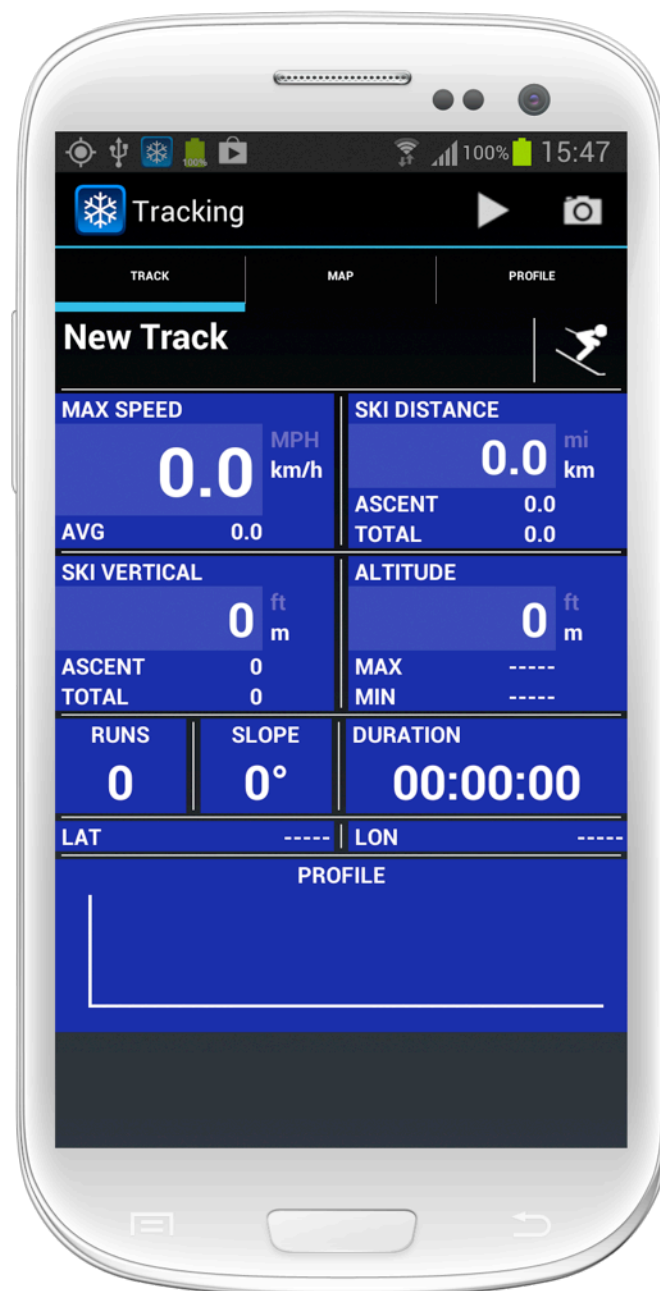 100% 100% 15:47
Tracking
TRACK MAP PROFILE
New Track
MAX SPEED SKI DISTANCE
0.0 MPH km/h 0.0 mi km
ASCENT 0.0
AVG 0.0 TOTAL 0.0
SKI VERTICAL ALTITUDE
0 ft m 0 ft m
ASCENT 0 MAX -----
TOTAL 0 MIN -----
RUNS SLOPE DURATION
0 0° 00:00:00
LAT ----- LON -----
PROFILE